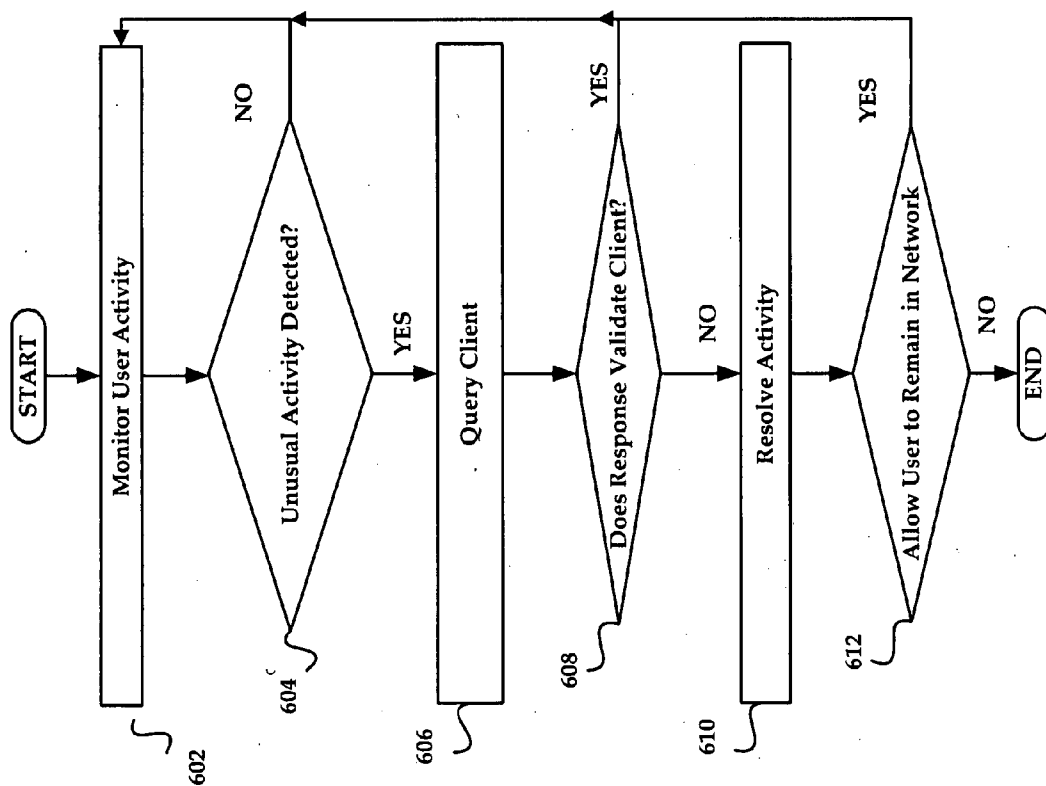 START
Monitor User Activity
602
Unusual Activity Detected?
604
NO
YES
Query Client
606
Does Response Validate Client?
608
YES
NO
Resolve Activity
610
Allow User to Remain in Network
612
YES
NO
END